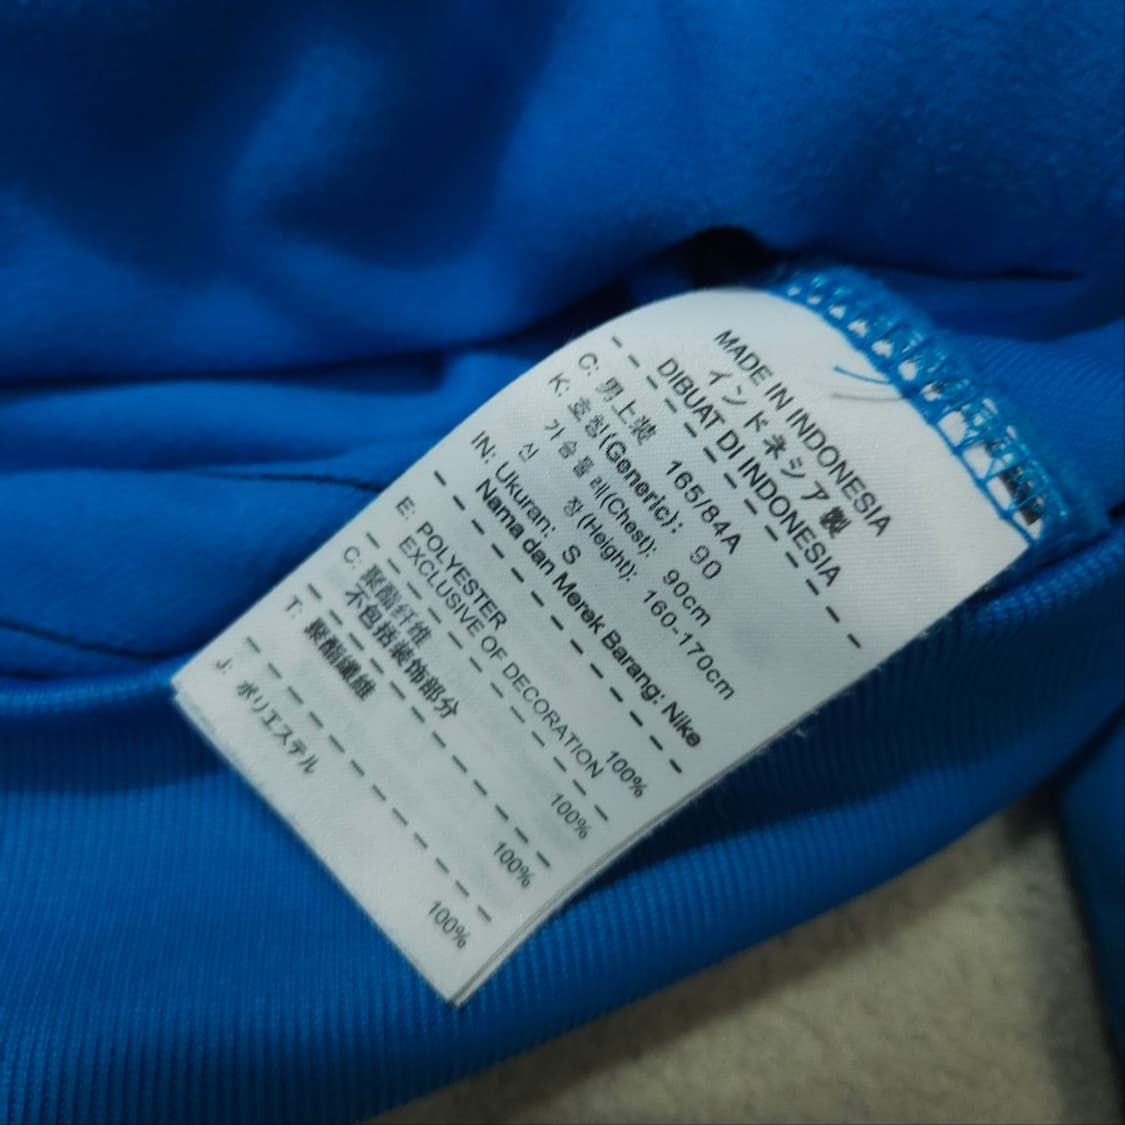 MADE IN INDONESIA
インドネシア製
DIBUAT DI INDONESIA
C: 男上装 165/84A
K: 호칭(Generic): 90
가슴둘레(Chest): 90cm
신 장(Height): 160-170cm
IN: Ukuran: S
Nama dan Merek Barang: Nike
E: POLYESTER 100%
EXCLUSIVE OF DECORATION
C: 聚酯纤维 100%
不包括装饰部分
T: 聚酯纖維 100%
J: ポリエステル 100%